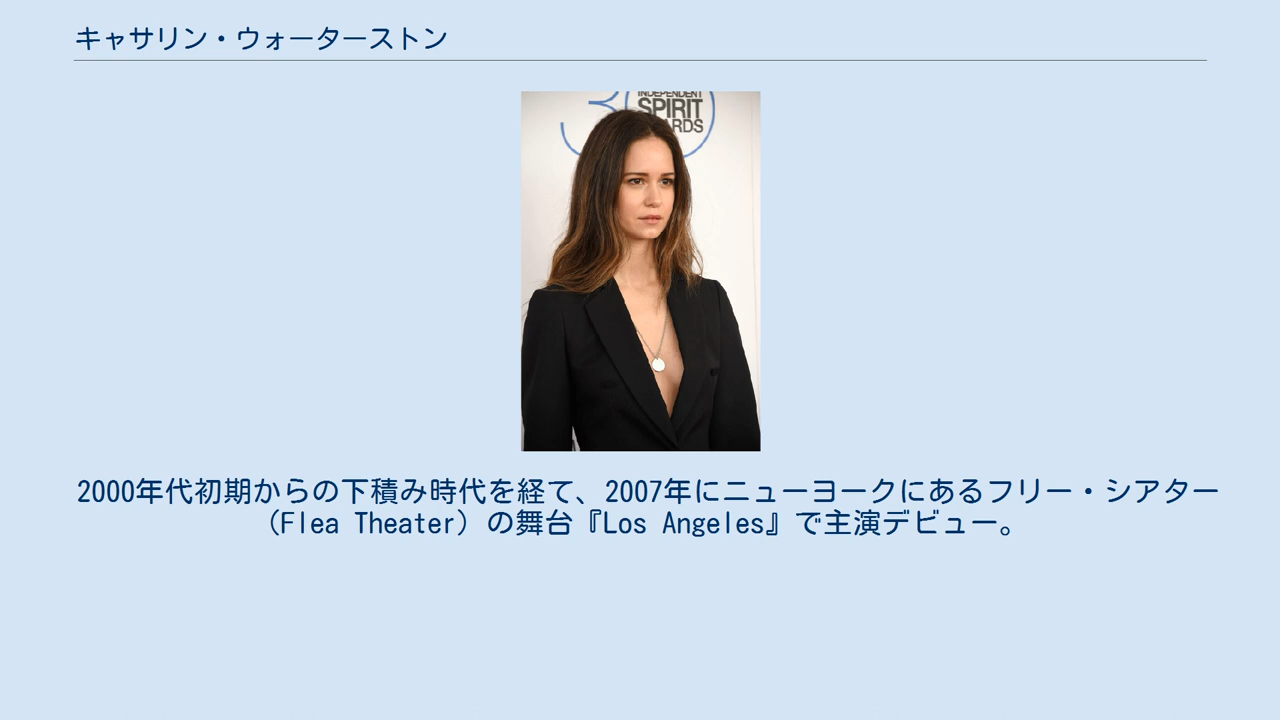 キャサリン・ウォーターストン
30
INDEPENDENT
SPIRIT
ARDS
2000年代初期からの下積み時代を経て、2007年にニューヨークにあるフリー・シアター
（Flea Theater）の舞台『Los Angeles』で主演デビュー。